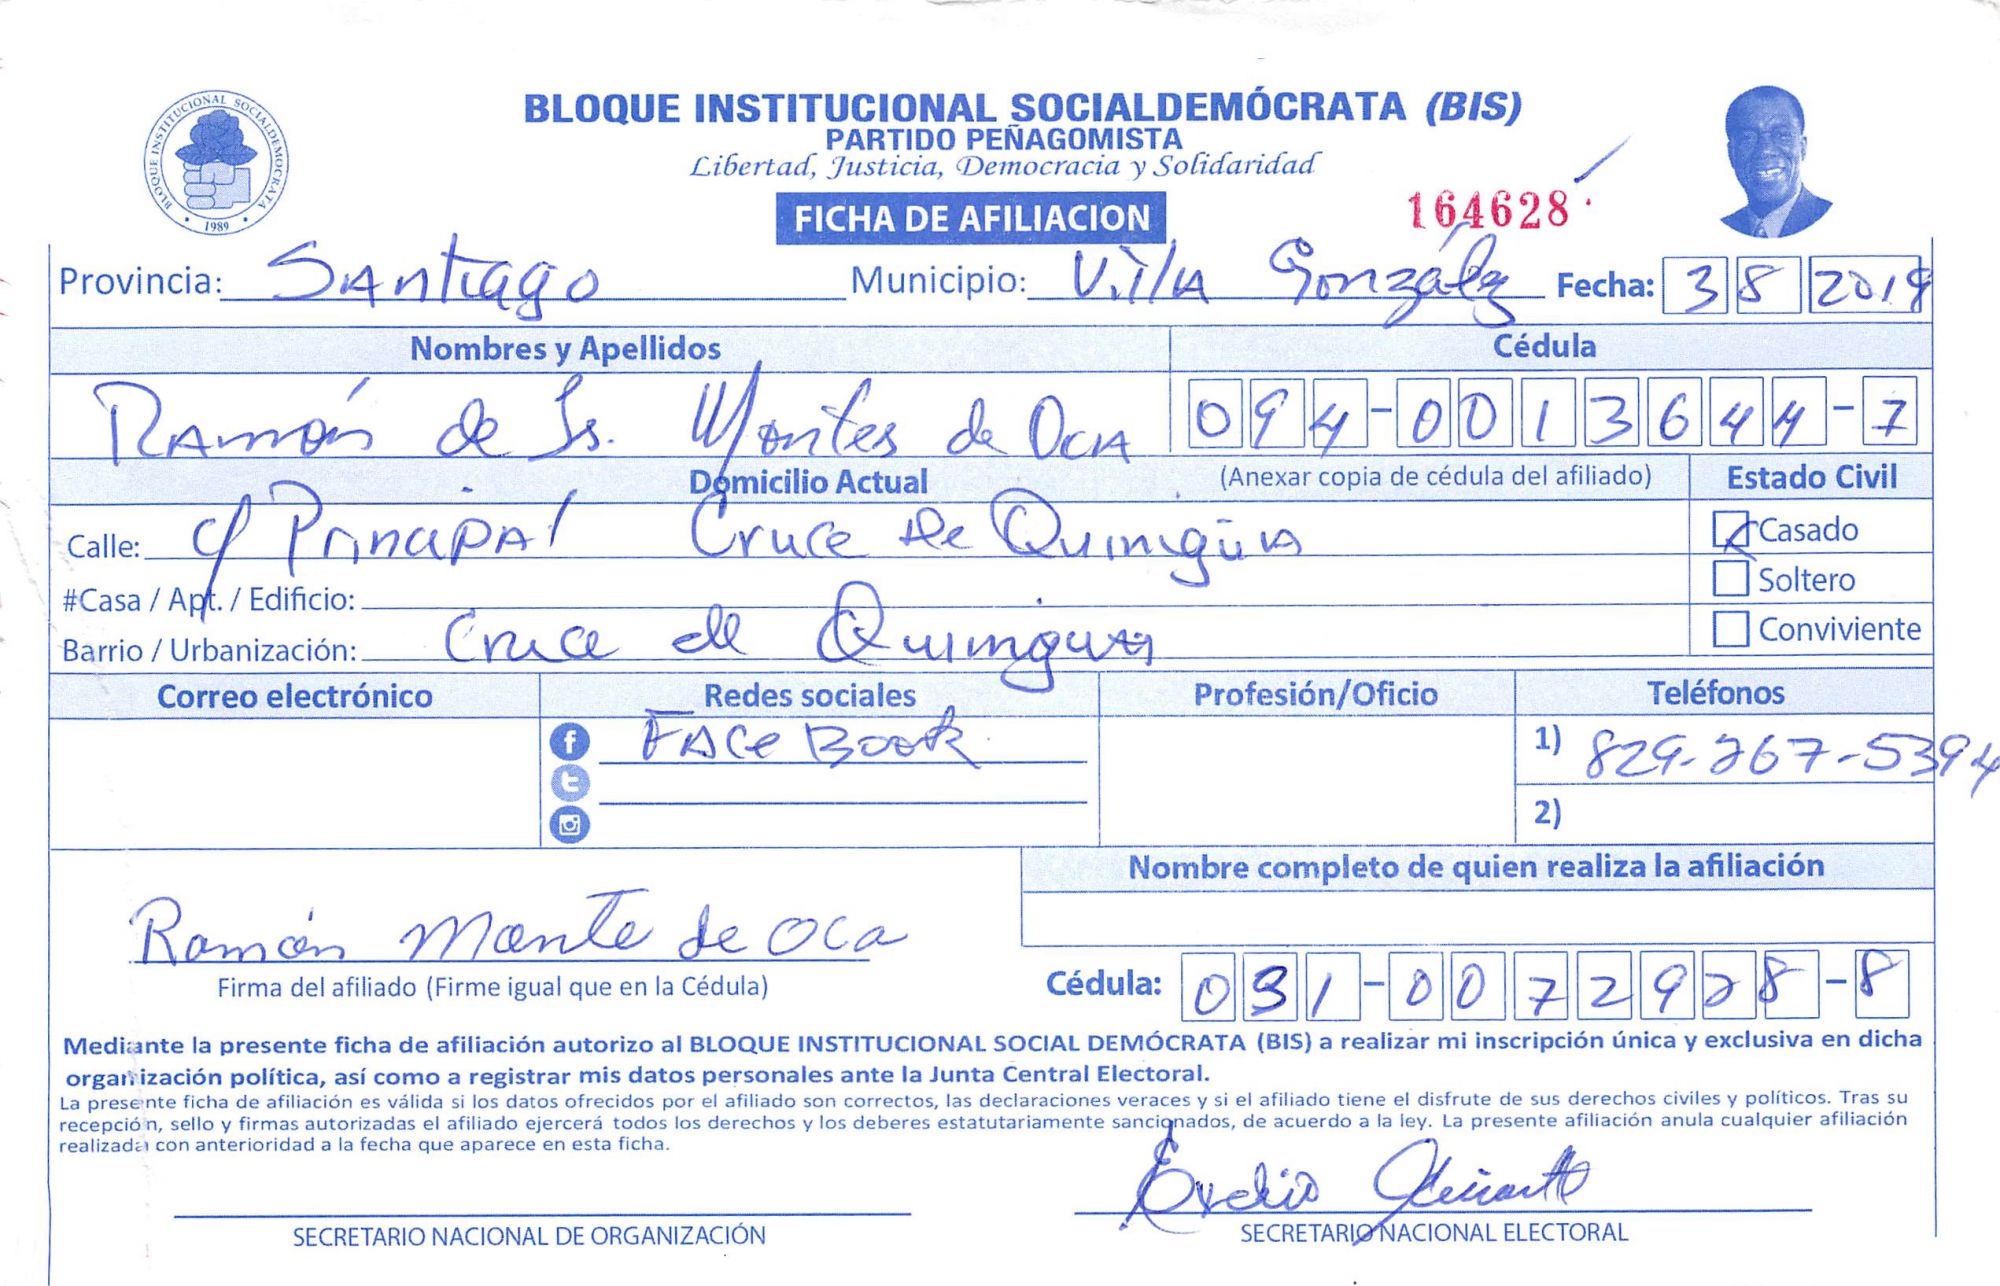 BLOQUE INSTITUCIONAL SOCIALDEMOCRATA
1989
BLOQUE INSTITUCIONAL SOCIALDEMÓCRATA (BIS)
PARTIDO PEÑAGOMISTA
Libertad, Justicia, Democracia y Solidaridad
FICHA DE AFILIACION
164628
Provincia: Santiago Municipio: Villa González Fecha: 3 8 2019
Nombres y Apellidos Cédula
Ramón de Js. Montes de Oca 094-0013644-7
Domicilio Actual (Anexar copia de cédula del afiliado) Estado Civil
Calle: c/ Principal Cruce de Quinigüa Casado
#Casa / Apt. / Edificio: Soltero
Barrio / Urbanización: Cruce de Quinigua Conviviente
Correo electrónico Redes sociales Profesión/Oficio Teléfonos
FaceBook 1) 829-267-5394
2)
Nombre completo de quien realiza la afiliación
Ramón Monte de Oca
Firma del afiliado (Firme igual que en la Cédula) Cédula: 031-0072928-8
Mediante la presente ficha de afiliación autorizo al BLOQUE INSTITUCIONAL SOCIAL DEMÓCRATA (BIS) a realizar mi inscripción única y exclusiva en dicha
organización política, así como a registrar mis datos personales ante la Junta Central Electoral.
La presente ficha de afiliación es válida si los datos ofrecidos por el afiliado son correctos, las declaraciones veraces y si el afiliado tiene el disfrute de sus derechos civiles y políticos. Tras su
recepción, sello y firmas autorizadas el afiliado ejercerá todos los derechos y los deberes estatutariamente sancionados, de acuerdo a la ley. La presente afiliación anula cualquier afiliación
realizada con anterioridad a la fecha que aparece en esta ficha.
Evelio
SECRETARIO NACIONAL DE ORGANIZACIÓN SECRETARIO NACIONAL ELECTORAL